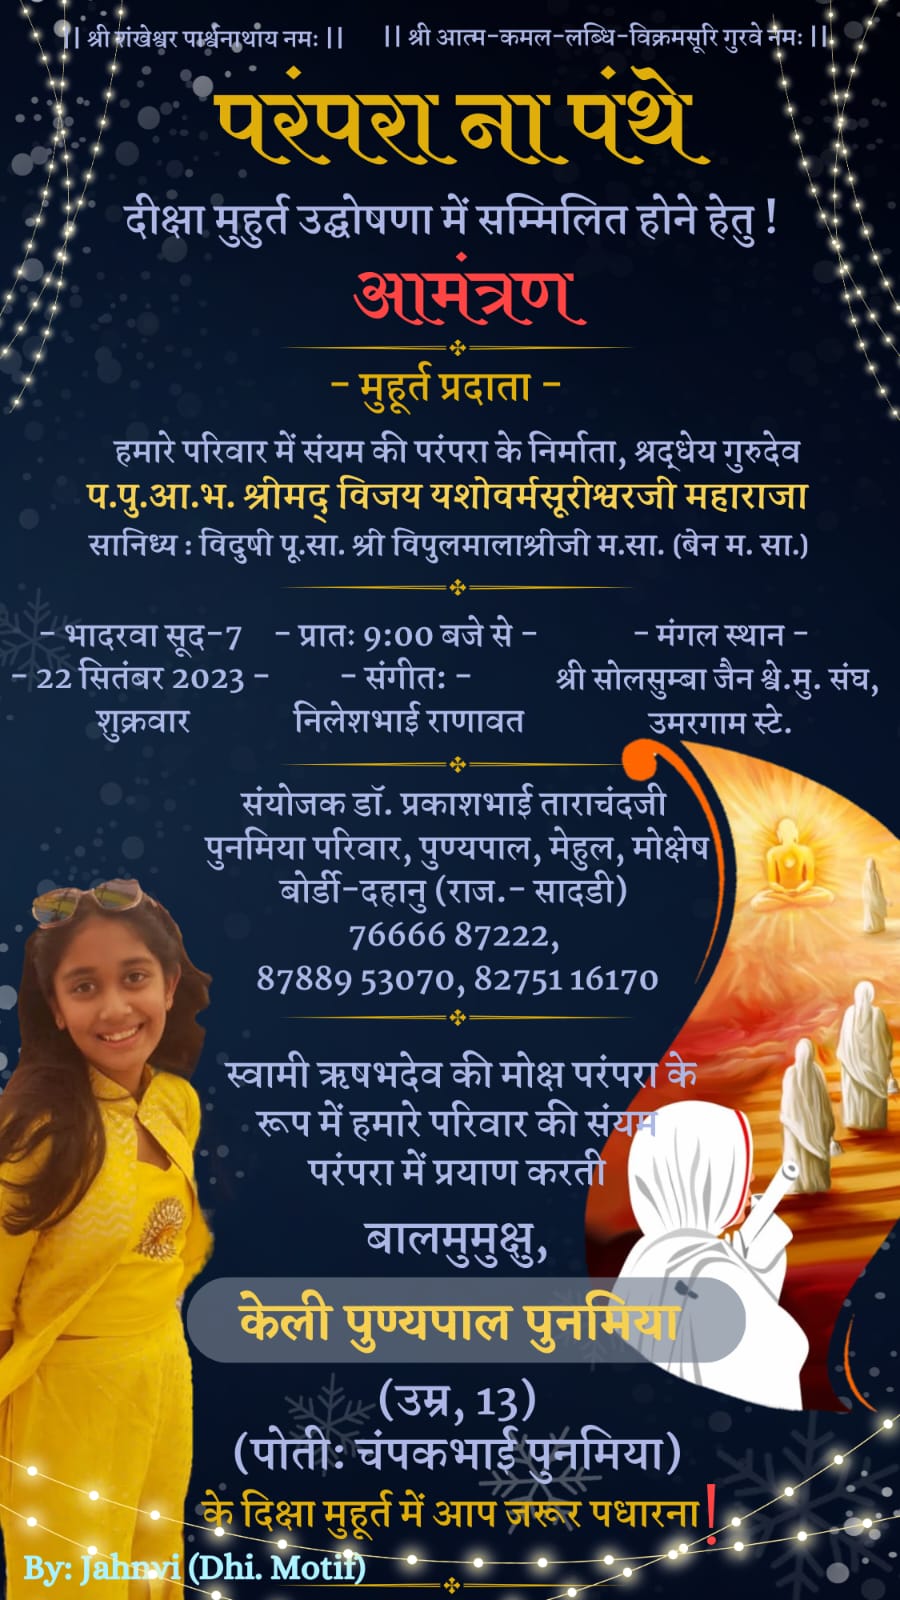 || श्री शंखेश्वर पार्श्वनाथाय नमः ||
|| श्री आत्म-कमल-लब्धि-विक्रमसूरि गुरवे नमः ||
परंपरा ना पंथे
दीक्षा मुहुर्त उद्घोषणा में सम्मिलित होने हेतु !
आमंत्रण
- मुहूर्त प्रदाता -
हमारे परिवार में संयम की परंपरा के निर्माता, श्रद्धेय गुरुदेव
प.पु.आ.भ. श्रीमद् विजय यशोवर्मसूरीश्वरजी महाराजा
सानिध्य : विदुषी पू.सा. श्री विपुलमालाश्रीजी म.सा. (बेन म. सा.)
- भादरवा सूद-7
- 22 सितंबर 2023 -
शुक्रवार
- प्रातः 9:00 बजे से -
- संगीत: -
निलेशभाई राणावत
- मंगल स्थान -
श्री सोलसुम्बा जैन श्वे.मु. संघ,
उमरगाम स्टे.
संयोजक डॉ. प्रकाशभाई ताराचंदजी
पुनमिया परिवार, पुण्यपाल, मेहुल, मोक्षेष
बोर्डी-दहानु (राज.- सादडी)
76666 87222,
87889 53070, 82751 16170
स्वामी ऋषभदेव की मोक्ष परंपरा के
रूप में हमारे परिवार की संयम
परंपरा में प्रयाण करती
बालमुमुक्षु,
केली पुण्यपाल पुनमिया
(उम्र, 13)
(पोती: चंपकभाई पुनमिया)
के दिक्षा मुहूर्त में आप जरूर पधारना!
By: Jahnvi (Dhi. Motif)